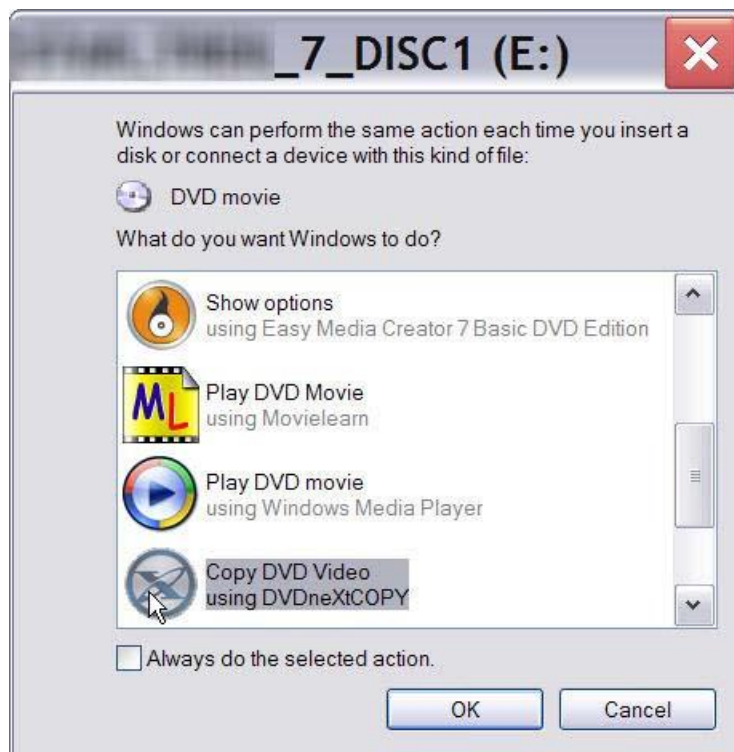 _7_DISC1 (E:)
Windows can perform the same action each time you insert a
disk or connect a device with this kind of file:
DVD movie
What do you want Windows to do?
Show options
using Easy Media Creator 7 Basic DVD Edition
ML
Play DVD Movie
using Movielearn
Play DVD movie
using Windows Media Player
Copy DVD Video
using DVDneXtCOPY
Always do the selected action.
OK
Cancel